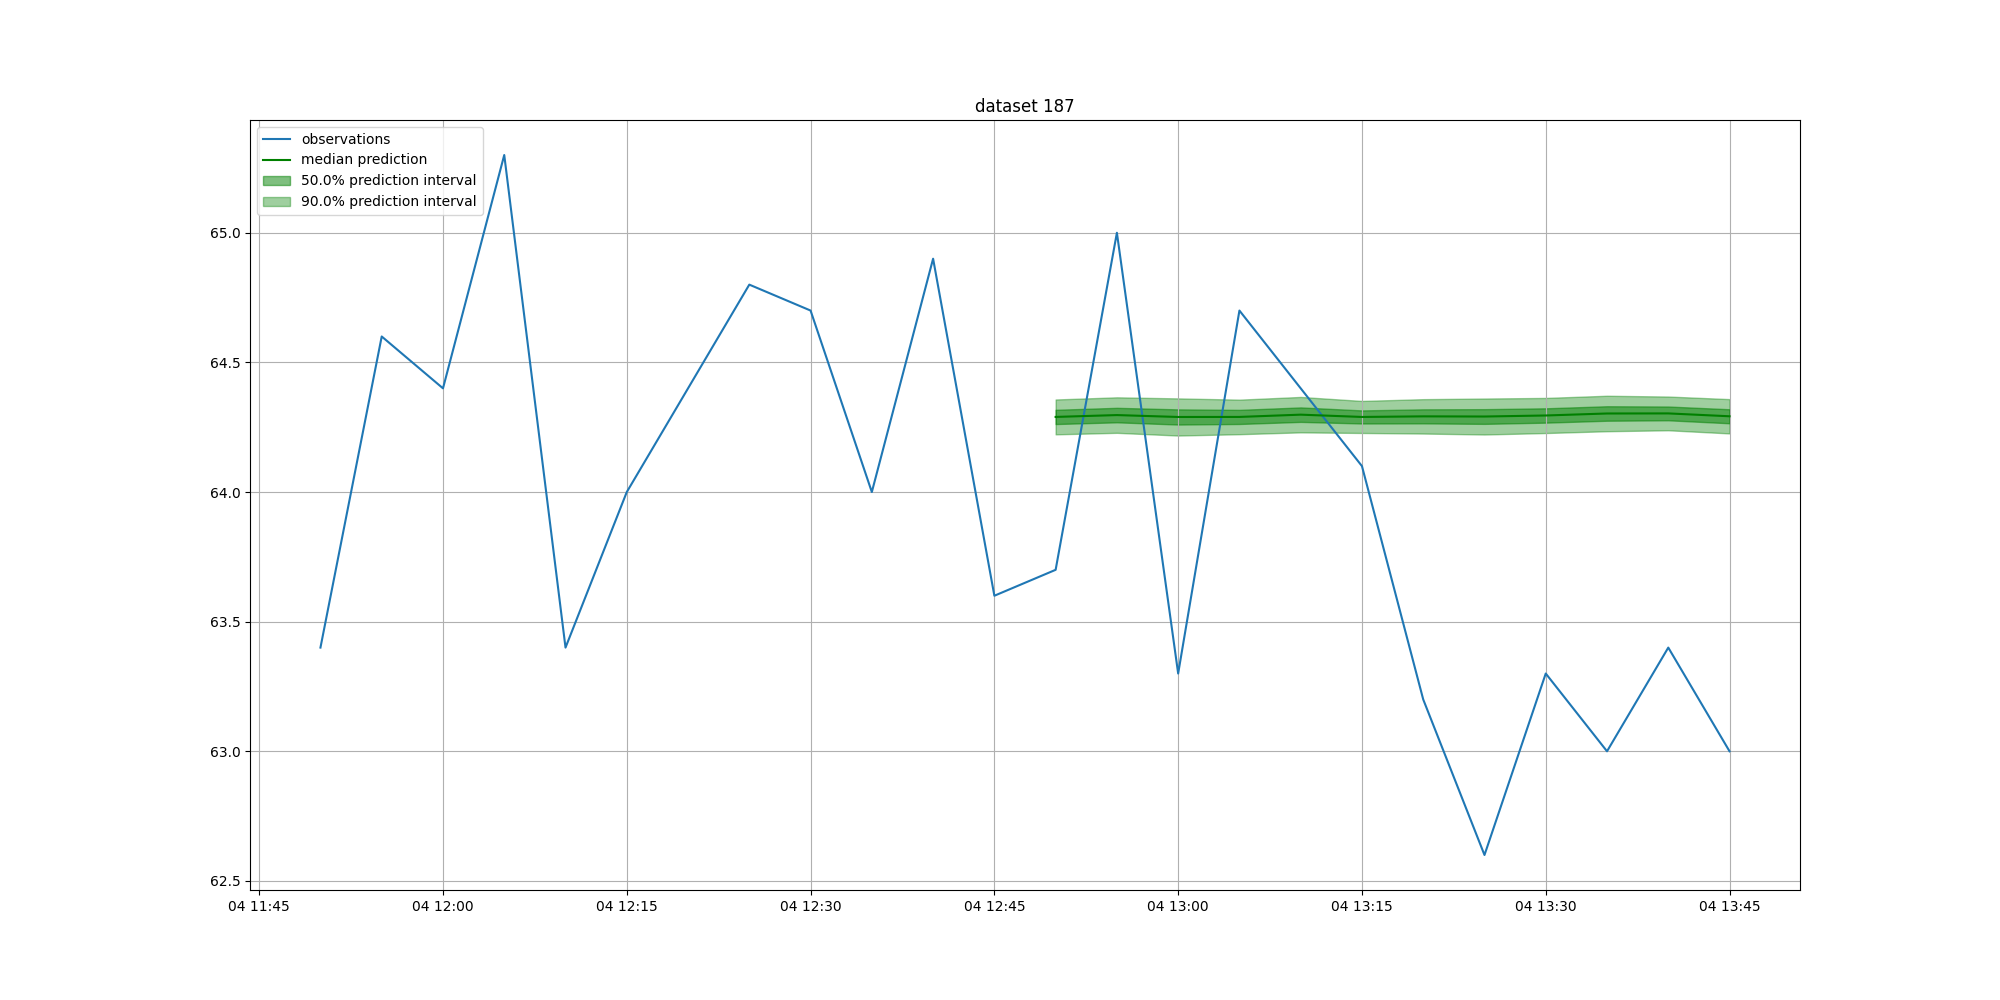 dataset 187
observations
median prediction
50.0% prediction interval
90.0% prediction interval
65.0
64.5
64.0
63.5
63.0
62.5
04 11:45 04 12:00 04 12:15 04 12:30 04 12:45 04 13:00 04 13:15 04 13:30 04 13:45